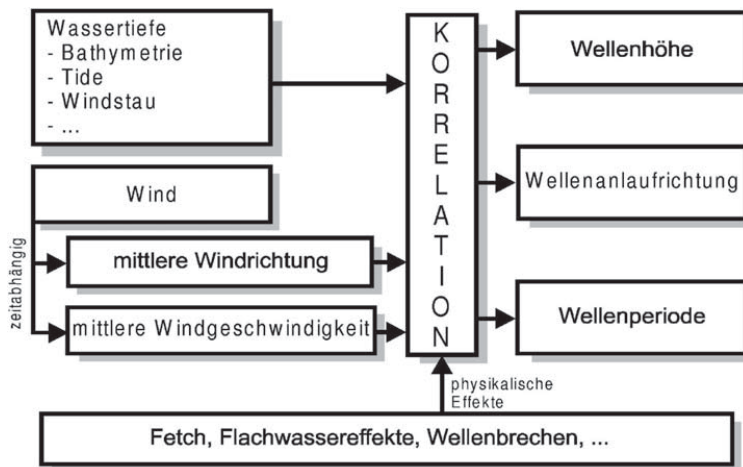 Wassertiefe
- Bathymetrie
- Tide
- Windstau
- ...
Wind
zeitabhängig
mittlere Windrichtung
mittlere Windgeschwindigkeit
KORRELATION
Wellenhöhe
Wellenanlaufrichtung
Wellenperiode
physikalische
Effekte
Fetch, Flachwassereffekte, Wellenbrechen, ...